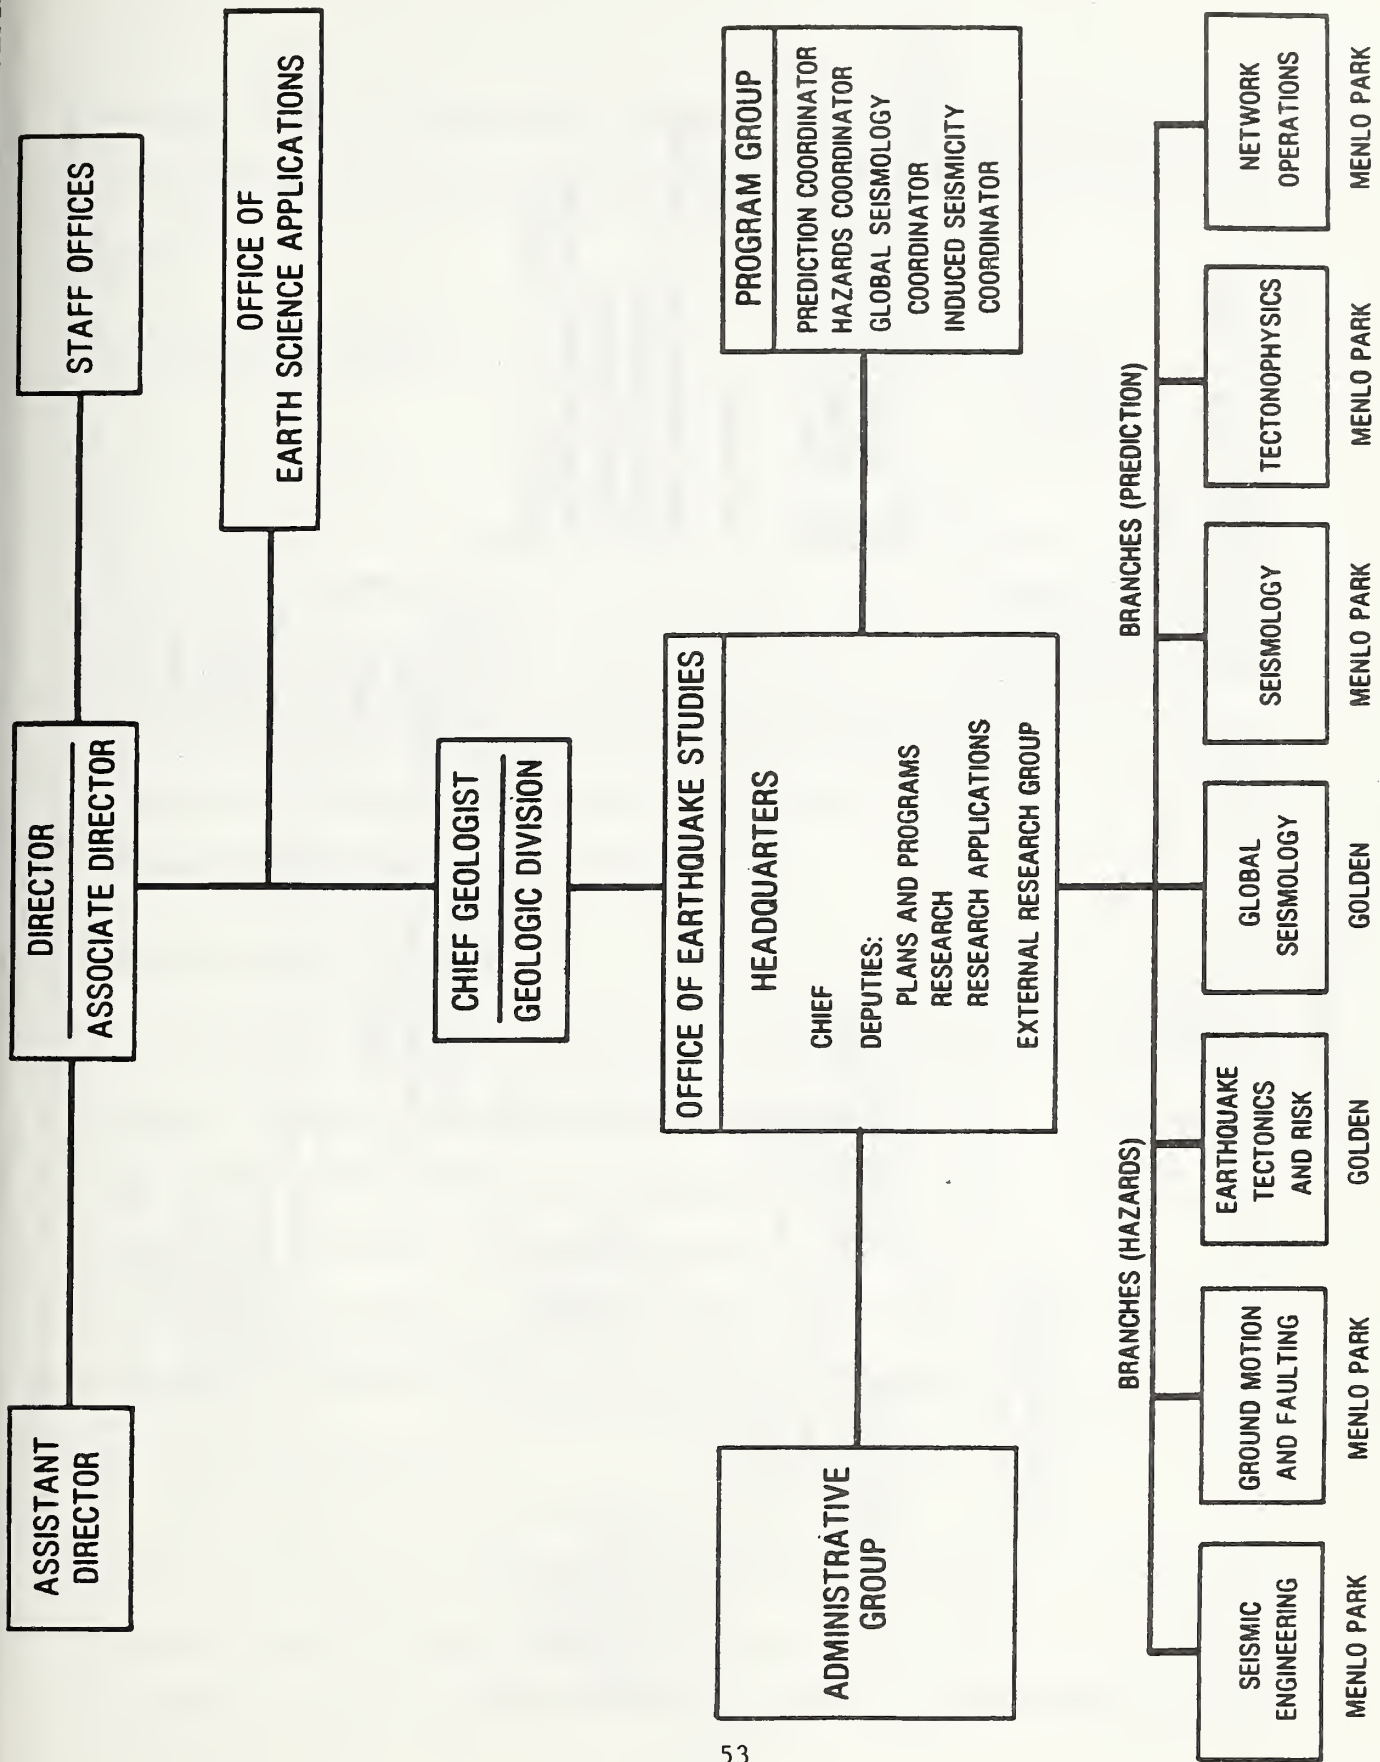 ASSISTANT
DIRECTOR
DIRECTOR
ASSOCIATE DIRECTOR
STAFF OFFICES
OFFICE OF
EARTH SCIENCE APPLICATIONS
CHIEF GEOLOGIST
GEOLOGIC DIVISION
ADMINISTRATIVE
GROUP
OFFICE OF EARTHQUAKE STUDIES
HEADQUARTERS
CHIEF
DEPUTIES:
PLANS AND PROGRAMS
RESEARCH
RESEARCH APPLICATIONS
EXTERNAL RESEARCH GROUP
PROGRAM GROUP
PREDICTION COORDINATOR
HAZARDS COORDINATOR
GLOBAL SEISMOLOGY
COORDINATOR
INDUCED SEISMICITY
COORDINATOR
BRANCHES (HAZARDS)
BRANCHES (PREDICTION)
SEISMIC
ENGINEERING
MENLO PARK
GROUND MOTION
AND FAULTING
MENLO PARK
EARTHQUAKE
TECTONICS
AND RISK
GOLDEN
GLOBAL
SEISMOLOGY
GOLDEN
SEISMOLOGY
MENLO PARK
TECTONOPHYSICS
MENLO PARK
NETWORK
OPERATIONS
MENLO PARK
53